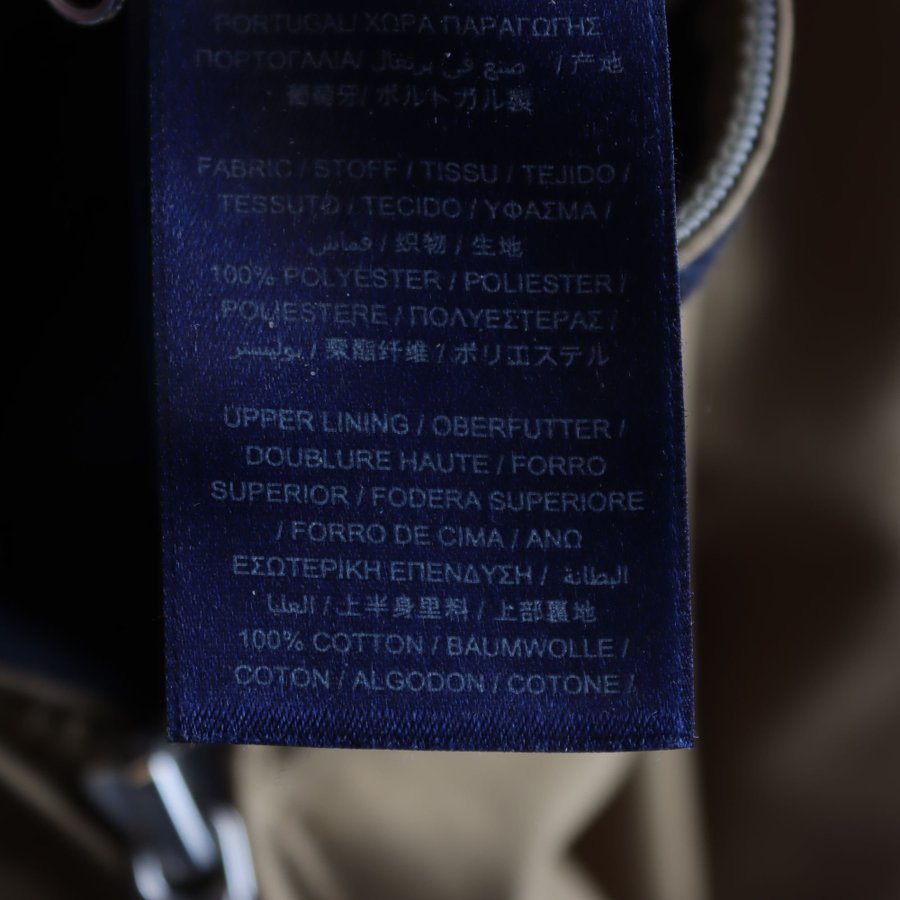 PORTUGAL/ ΧΩΡΑ ΠΑΡΑΓΩΓΗΣ
ΠΟΡΤΟΓΑΛΙΑ/ صنع في برتغال / 产地
葡萄牙/ ポルトガル製
FABRIC / STOFF / TISSU / TEJIDO /
TESSUTO / TECIDO / ΥΦΑΣΜΑ /
قماش / 织物 / 生地
100% POLYESTER / POLIESTER /
POLIESTERE / ΠΟΛΥΕΣΤΕΡΑΣ /
بوليستر / 聚酯纤维 / ポリエステル
UPPER LINING / OBERFUTTER /
DOUBLURE HAUTE / FORRO
SUPERIOR / FODERA SUPERIORE
/ FORRO DE CIMA / ΑΝΩ
ΕΣΩΤΕΡΙΚΗ ΕΠΕΝΔΥΣΗ / البطانة
العليا / 上半身里料 / 上部裏地
100% COTTON / BAUMWOLLE /
COTON / ALGODON / COTONE /